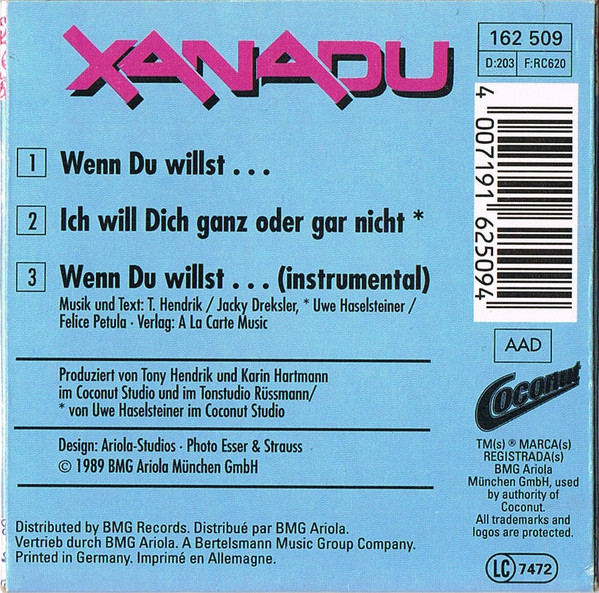 XANADU
162 509
D:203 F:RC620
1 Wenn Du willst . . .
2 Ich will Dich ganz oder gar nicht *
3 Wenn Du willst . . . (instrumental)
Musik und Text: T. Hendrik / Jacky Dreksler, * Uwe Haselsteiner /
Felice Petula · Verlag: A La Carte Music
4 007191 625094
AAD
Coconut
Produziert von Tony Hendrik und Karin Hartmann
im Coconut Studio und im Tonstudio Rüssmann/
* von Uwe Haselsteiner im Coconut Studio
Design: Ariola-Studios · Photo Esser & Strauss
© 1989 BMG Ariola München GmbH
TM(s) ® MARCA(s)
REGISTRADA(s)
BMG Ariola
München GmbH, used
by authority of
Coconut.
All trademarks and
logos are protected.
Distributed by BMG Records. Distribué par BMG Ariola.
Vertrieb durch BMG Ariola. A Bertelsmann Music Group Company.
Printed in Germany. Imprimé en Allemagne.
LC 7472